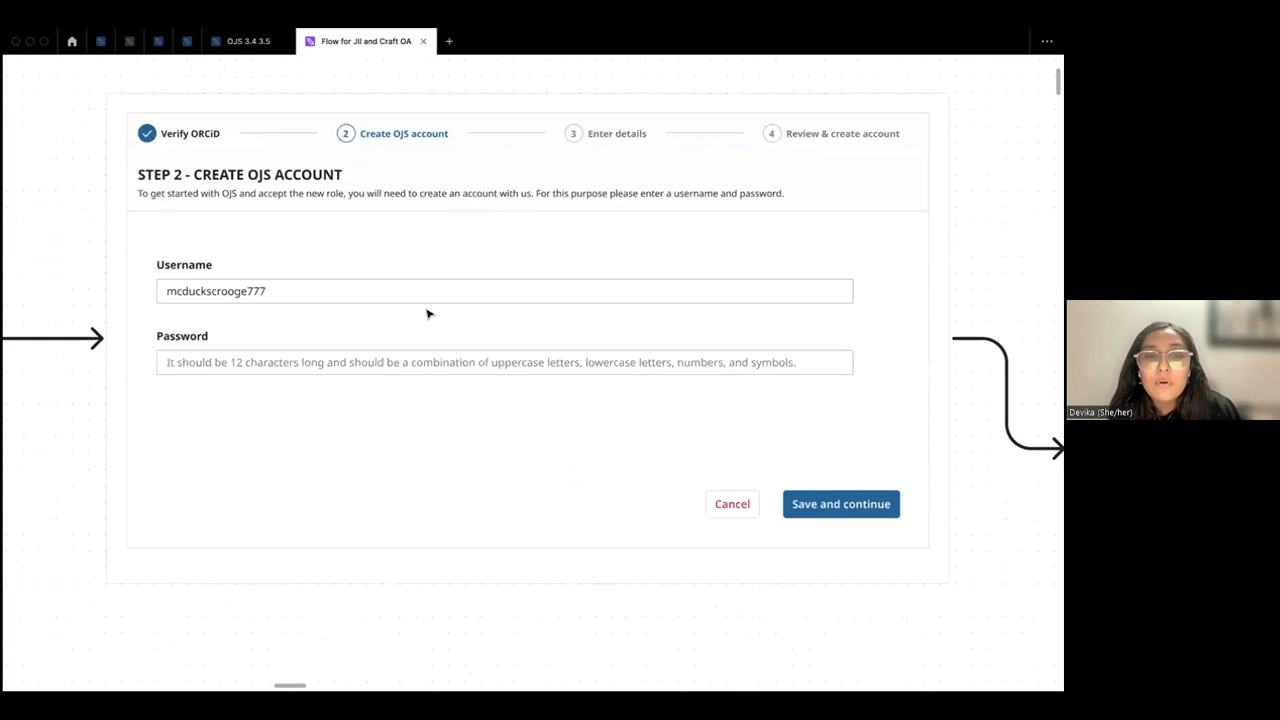 OJS 3.4 3.5
Flow for Jil and Craft OA
Verify ORCiD
2 Create OJS account
3 Enter details
4 Review & create account
STEP 2 - CREATE OJS ACCOUNT
To get started with OJS and accept the new role, you will need to create an account with us. For this purpose please enter a username and password.
Username
mcduckscrooge777
Password
It should be 12 characters long and should be a combination of uppercase letters, lowercase letters, numbers, and symbols.
Cancel
Save and continue
Devika (She/her)